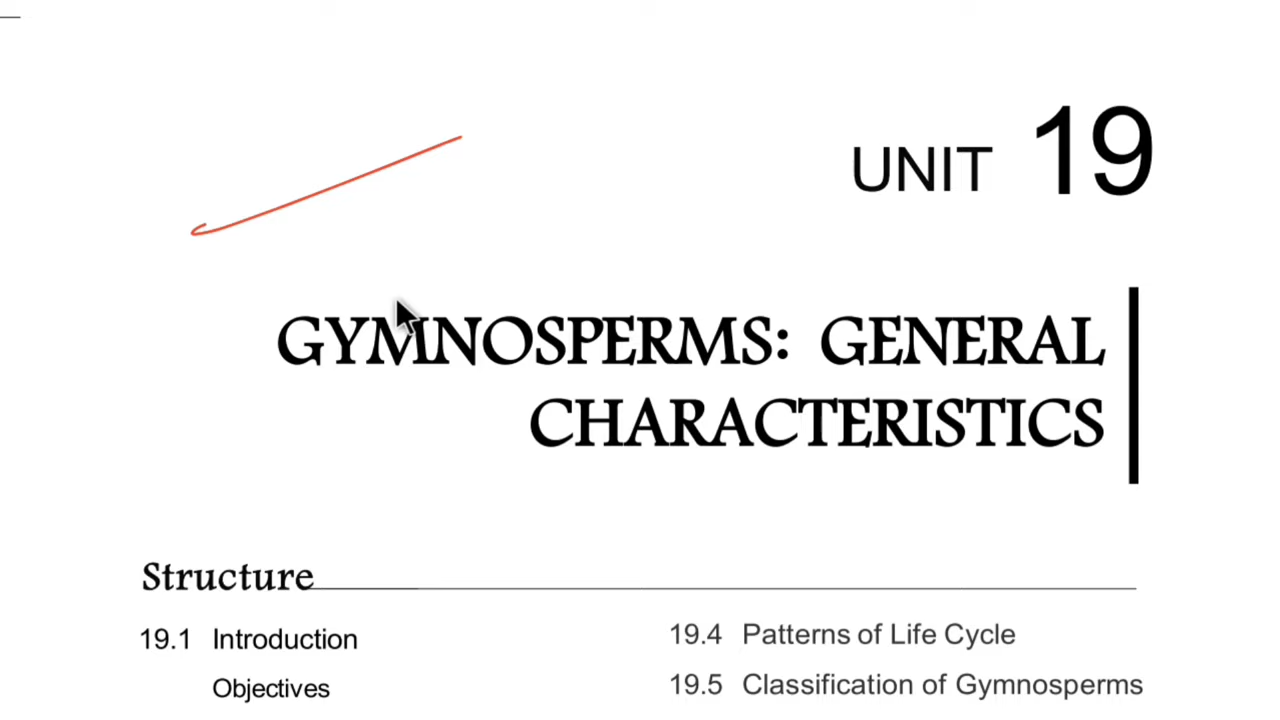 UNIT 19
GYMNOSPERMS: GENERAL
CHARACTERISTICS
Structure
19.1 Introduction
Objectives
19.4 Patterns of Life Cycle
19.5 Classification of Gymnosperms